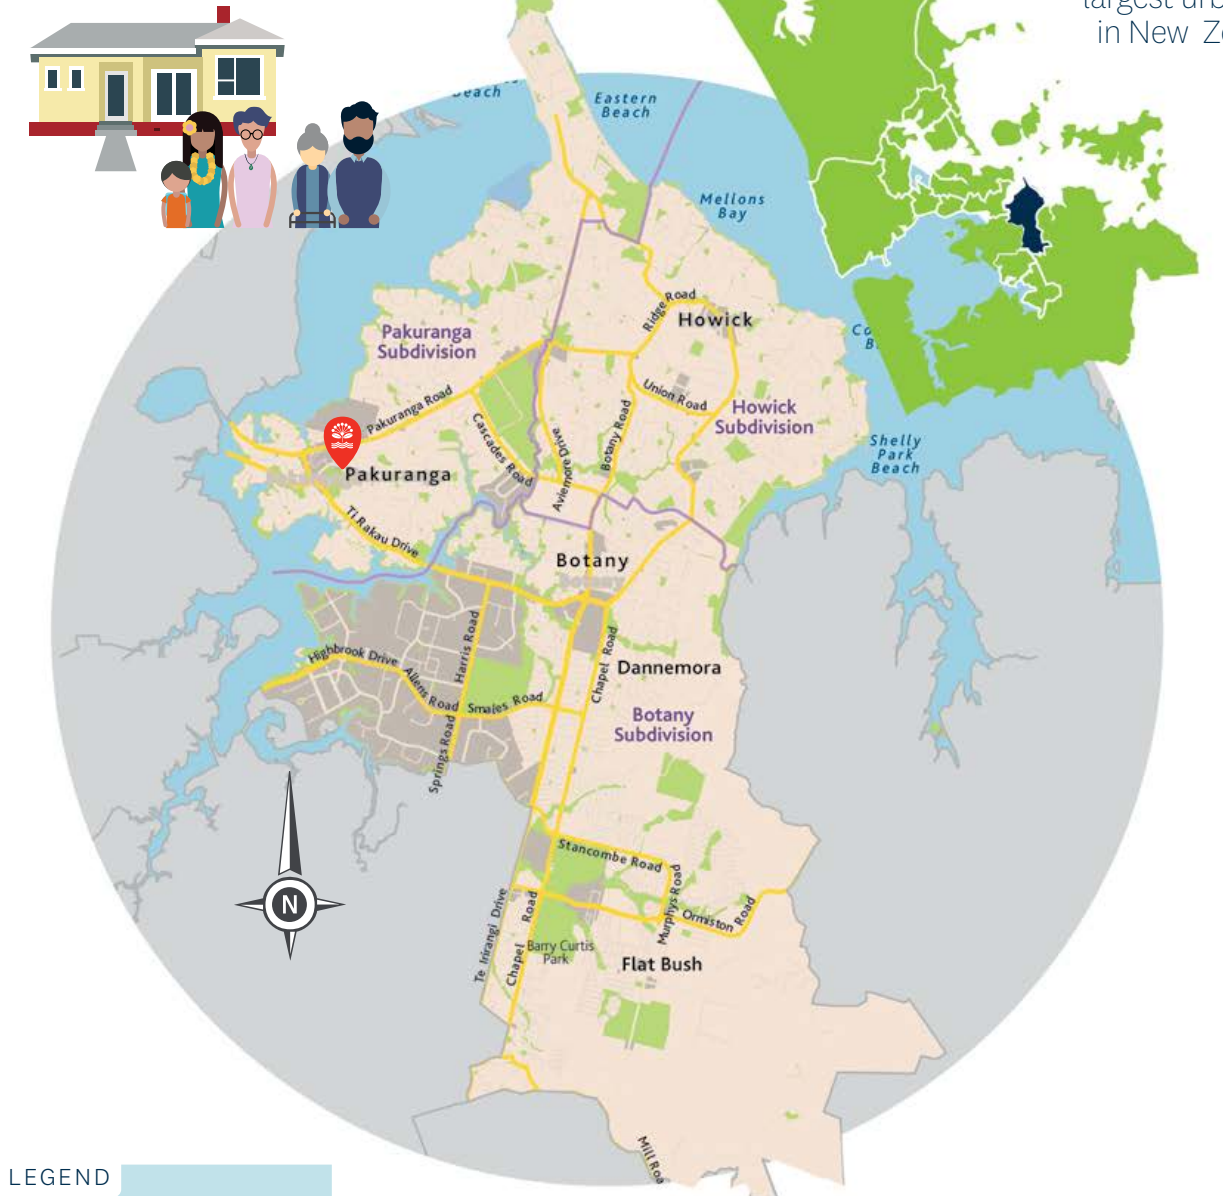 in New
Beach
Eastern
Beach
Mellons
Bay
Ridge Road
Howick
Pakuranga
Subdivision
Union Road
Howick
Subdivision
Pakuranga Road
Cascades Road
Aviemore Drive
Botany Road
Shelly
Park
Beach
Pakuranga
Ti Rakau Drive
Botany
Botany
Harris Road
Highbrook Drive
Allens Road
Smales Road
Springs Road
Chapel Road
Dannemora
Botany
Subdivision
N
Stancombe Road
Murphys Road
Ormiston Road
Te Irirangi Drive
Chapel Road
Barry Curtis
Park
Flat Bush
Mill
LEGEND